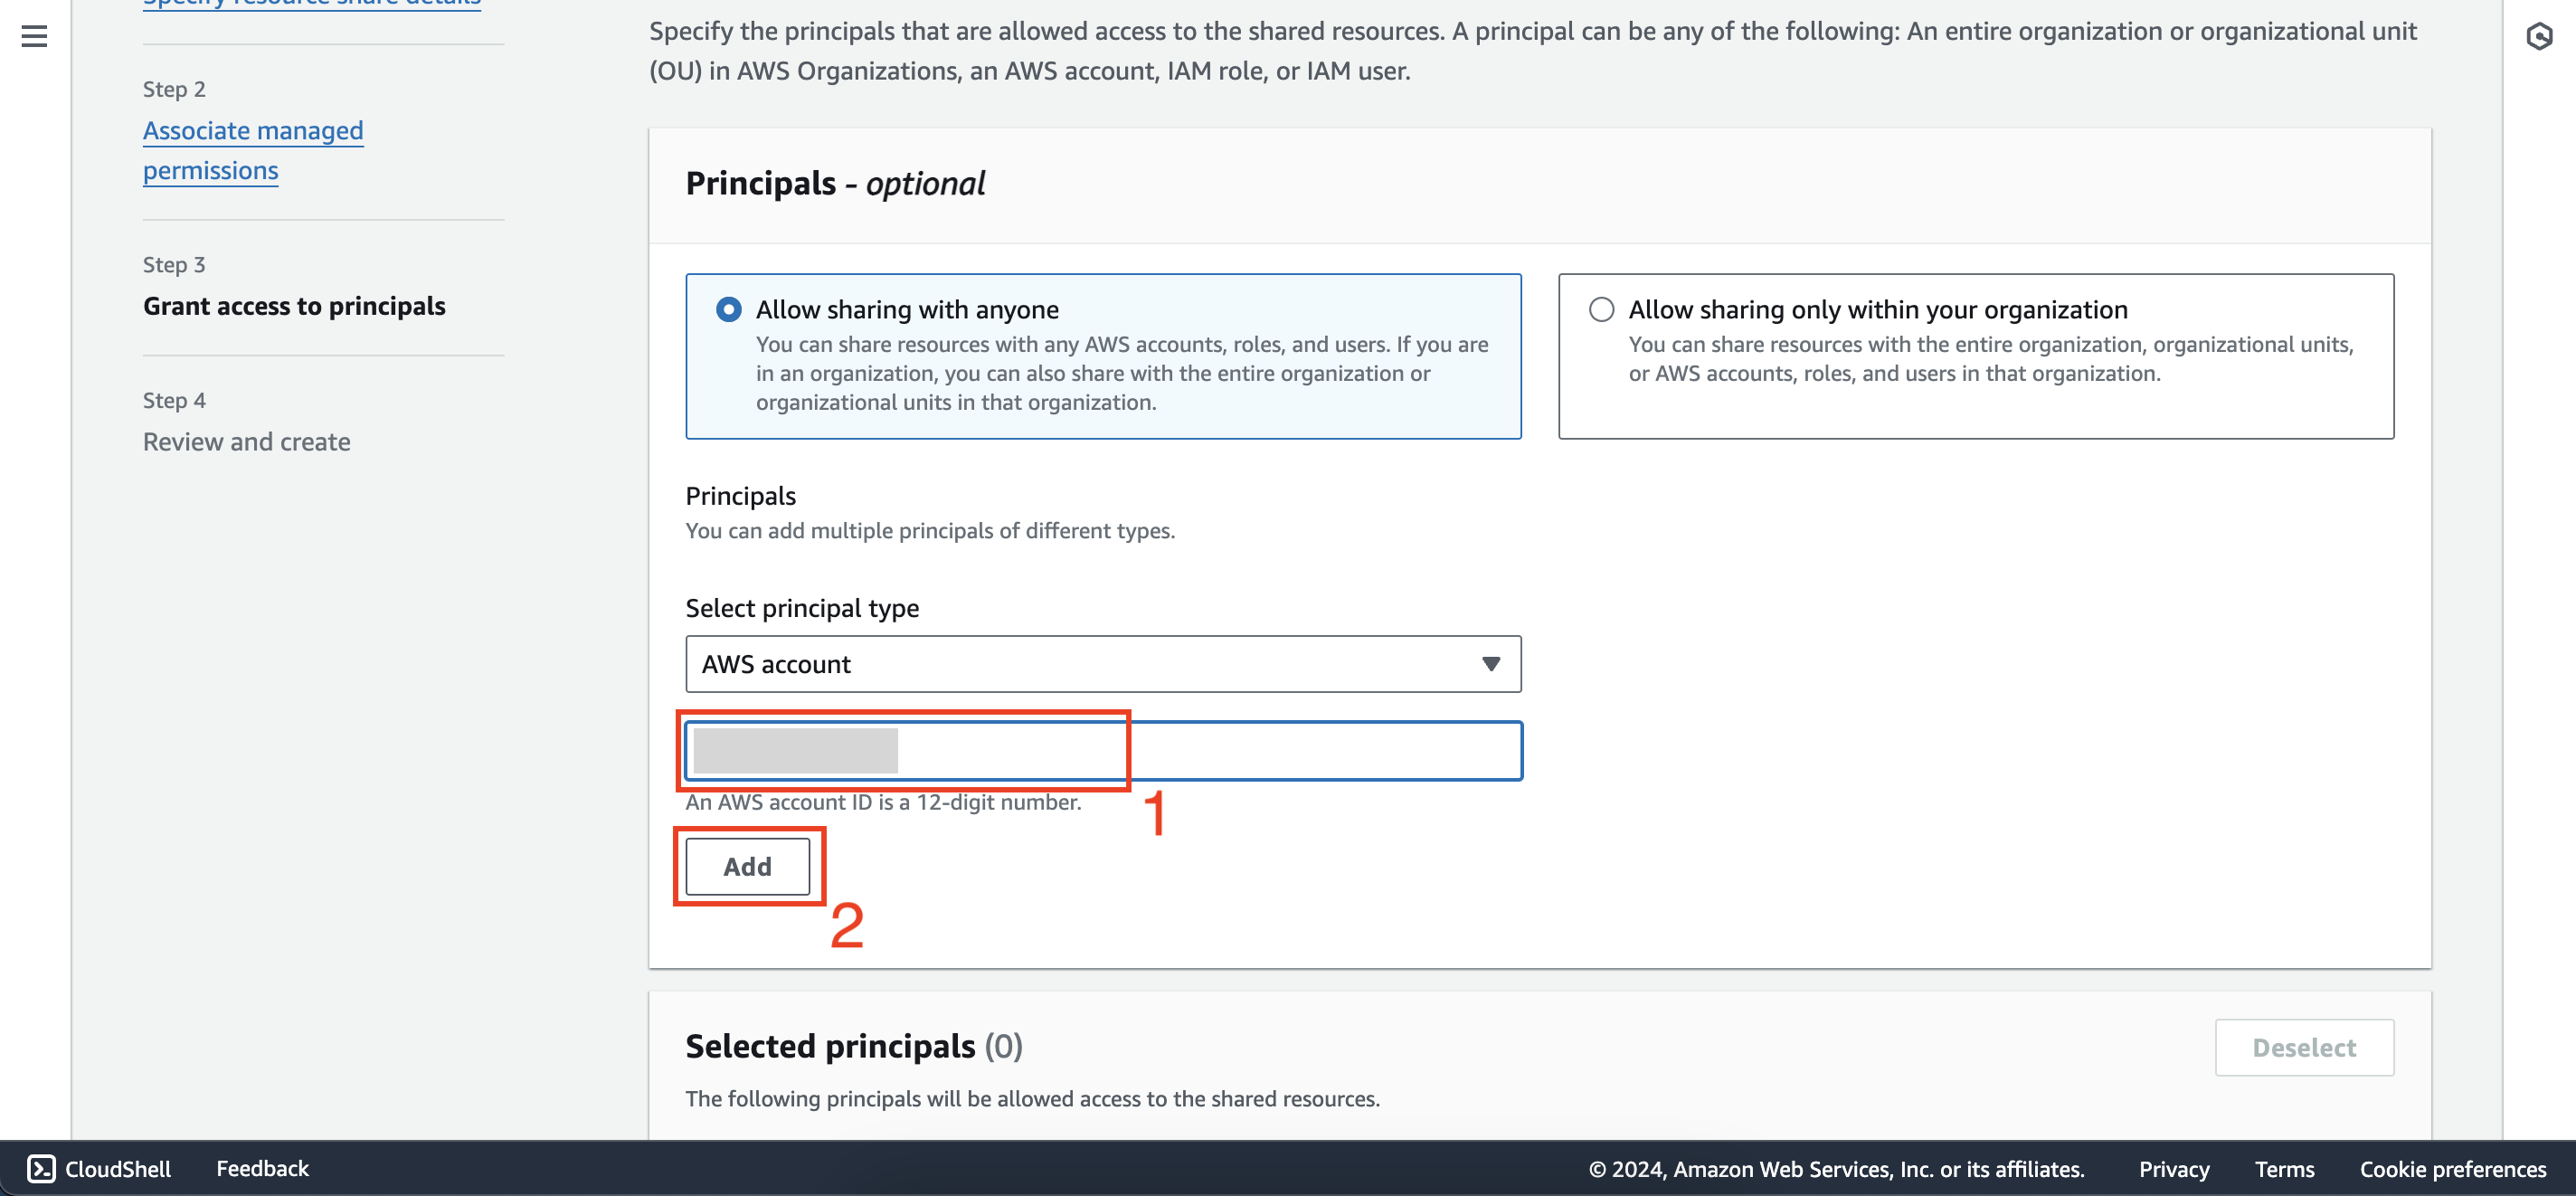 Specify resource share details
Step 2
Associate managed
permissions
Step 3
Grant access to principals
Step 4
Review and create
Specify the principals that are allowed access to the shared resources. A principal can be any of the following: An entire organization or organizational unit
(OU) in AWS Organizations, an AWS account, IAM role, or IAM user.
Principals - optional
Allow sharing with anyone
You can share resources with any AWS accounts, roles, and users. If you are
in an organization, you can also share with the entire organization or
organizational units in that organization.
Allow sharing only within your organization
You can share resources with the entire organization, organizational units,
or AWS accounts, roles, and users in that organization.
Principals
You can add multiple principals of different types.
Select principal type
AWS account
An AWS account ID is a 12-digit number.
1
Add
2
Selected principals (0)
Deselect
The following principals will be allowed access to the shared resources.
CloudShell Feedback © 2024, Amazon Web Services, Inc. or its affiliates. Privacy Terms Cookie preferences